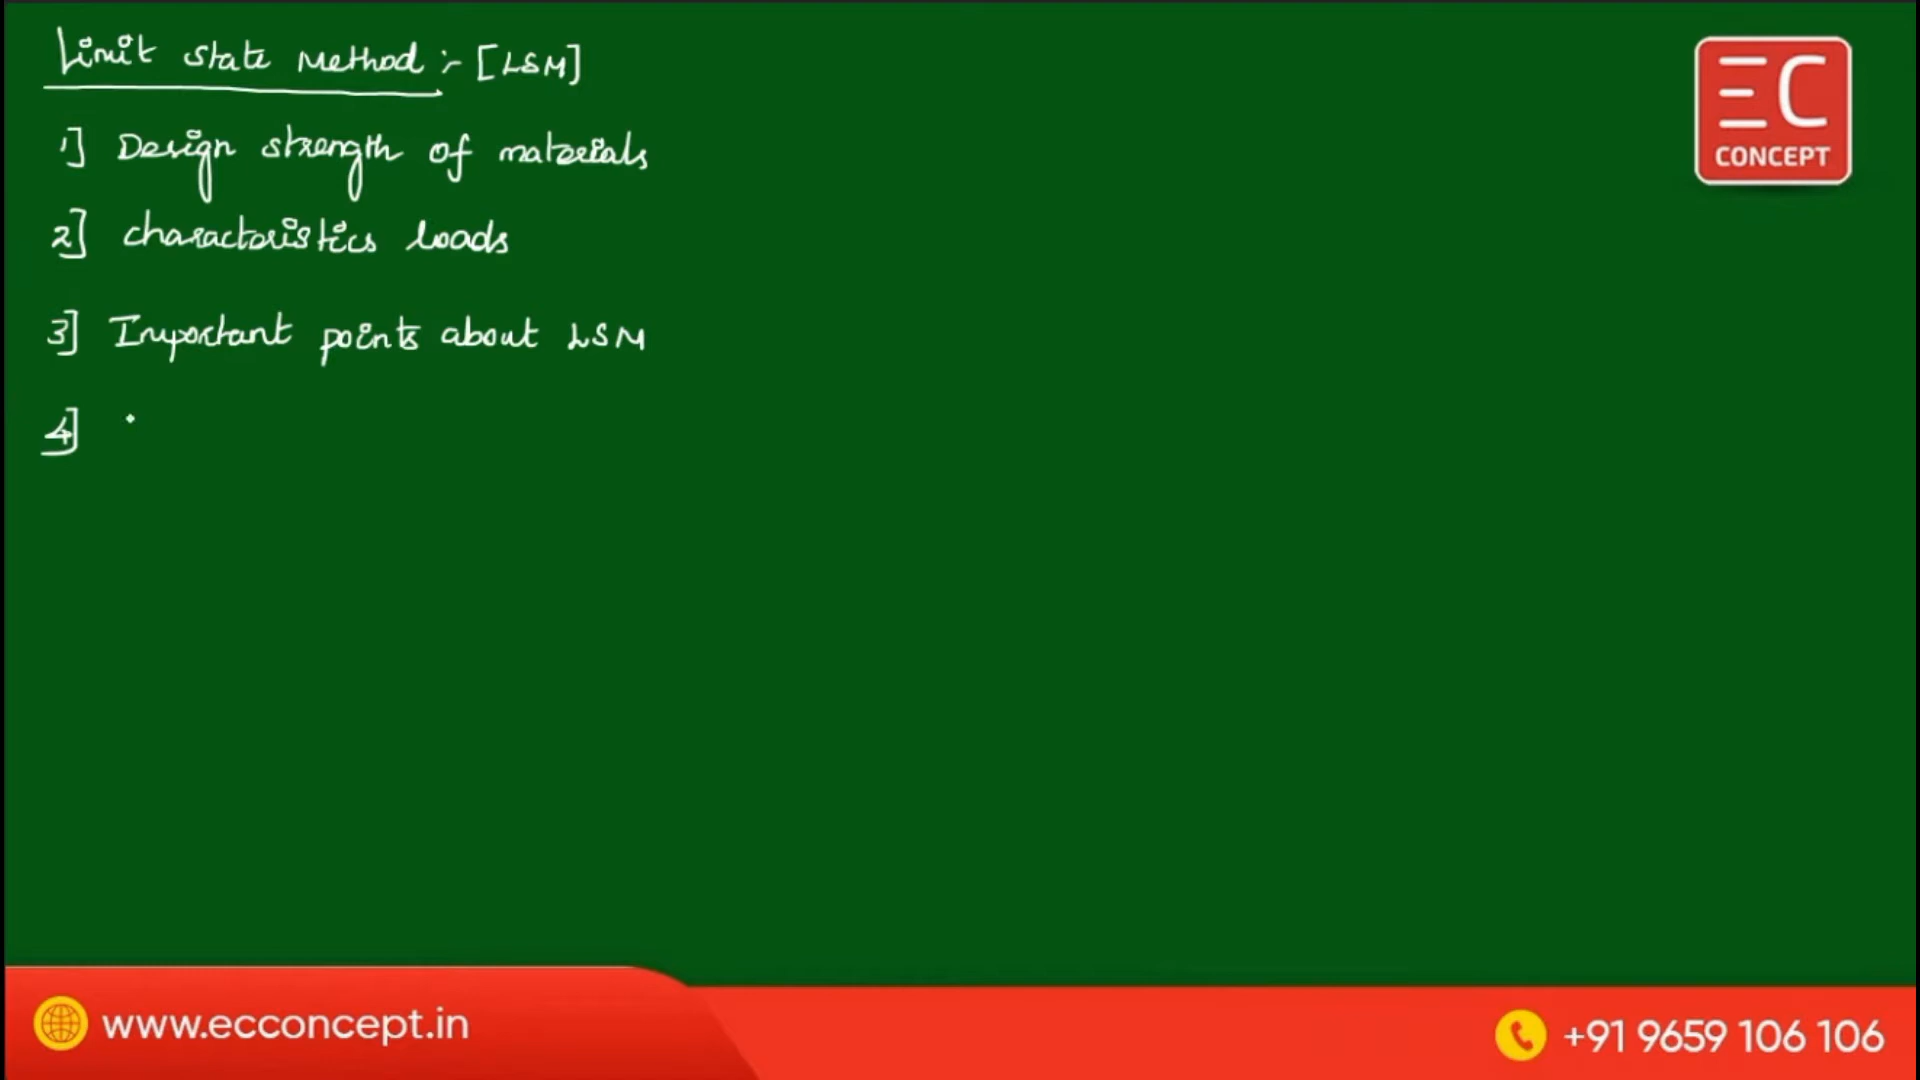 Limit state Method :- [LSM]
1] Design strength of materials
2] charactoristics loads
3] Important points about LSM
4]
EC
CONCEPT
www.ecconcept.in
+91 9659 106 106